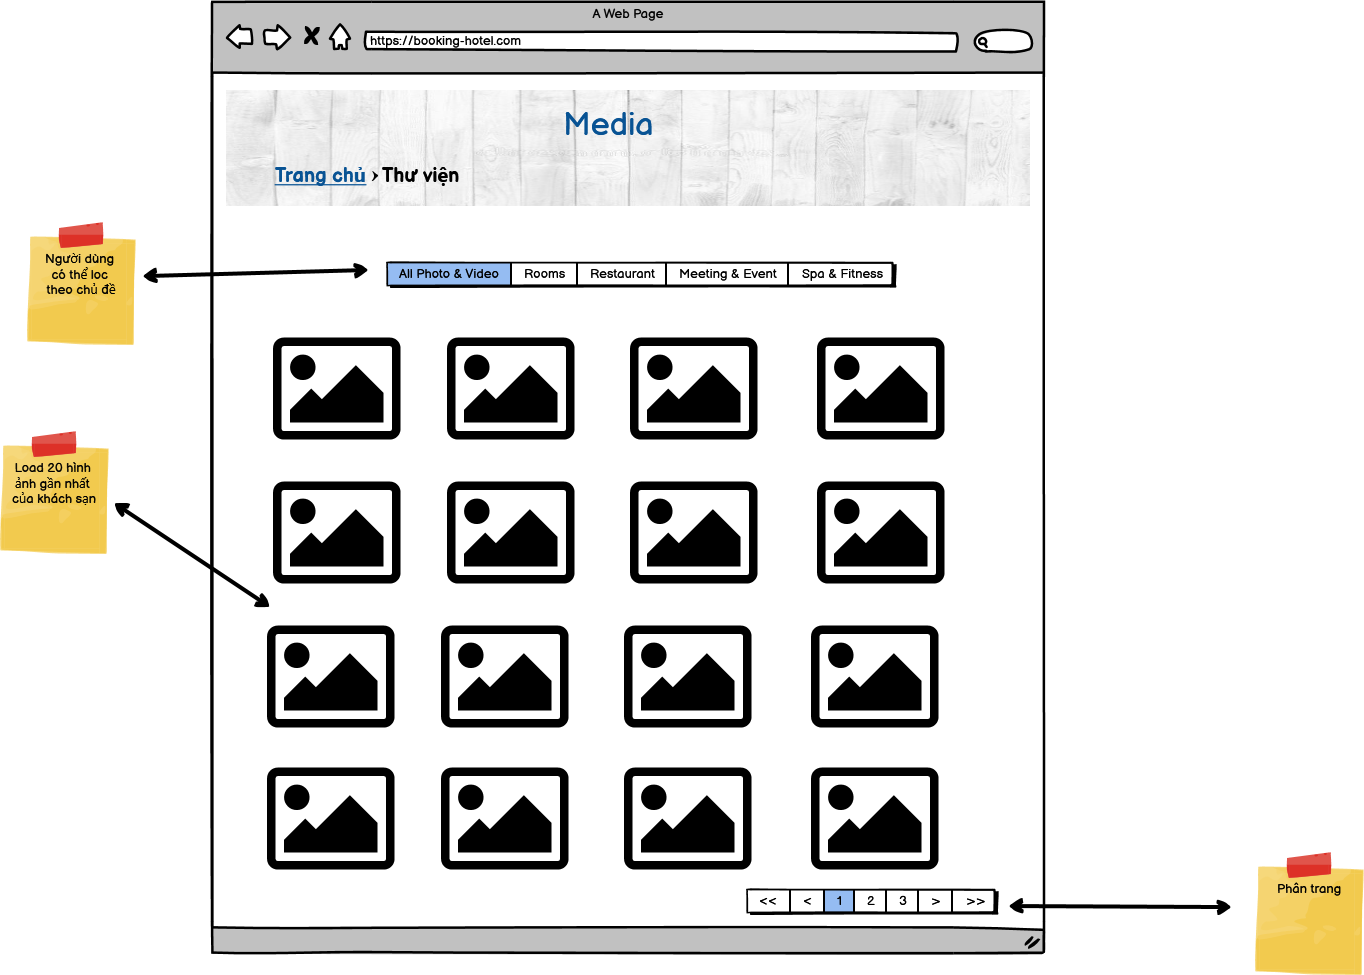 A Web Page
https://booking-hotel.com
Media
Trang chủ › Thư viện
Người dùng
có thể lọc
theo chủ đề
All Photo & Video Rooms Restaurant Meeting & Event Spa & Fitness
Load 20 hình
ảnh gần nhất
của khách sạn
<< < 1 2 3 > >>
Phân trang